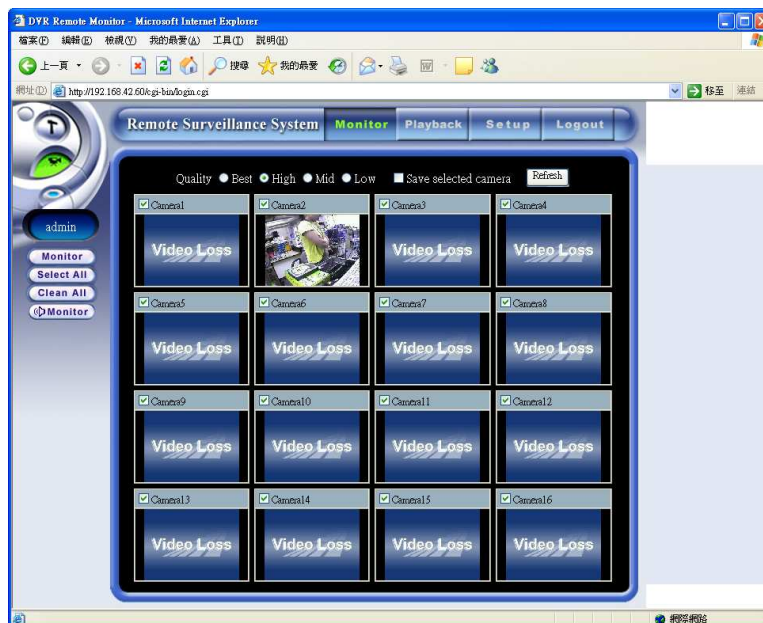 DVR Remote Monitor - Microsoft Internet Explorer
檔案(F) 編輯(E) 檢視(V) 我的最愛(A) 工具(T) 說明(H)
上一頁 搜尋 我的最愛
網址(D) http://192.168.42.60/cgi-bin/login.cgi 移至 連結
Remote Surveillance System Monitor Playback Setup Logout
Quality Best High Mid Low Save selected camera Refresh
admin
Monitor
Select All
Clean All
Monitor
Camera1 Camera2 Camera3 Camera4
Video Loss Video Loss Video Loss
Camera5 Camera6 Camera7 Camera8
Video Loss Video Loss Video Loss Video Loss
Camera9 Camera10 Camera11 Camera12
Video Loss Video Loss Video Loss Video Loss
Camera13 Camera14 Camera15 Camera16
Video Loss Video Loss Video Loss Video Loss
網際網路